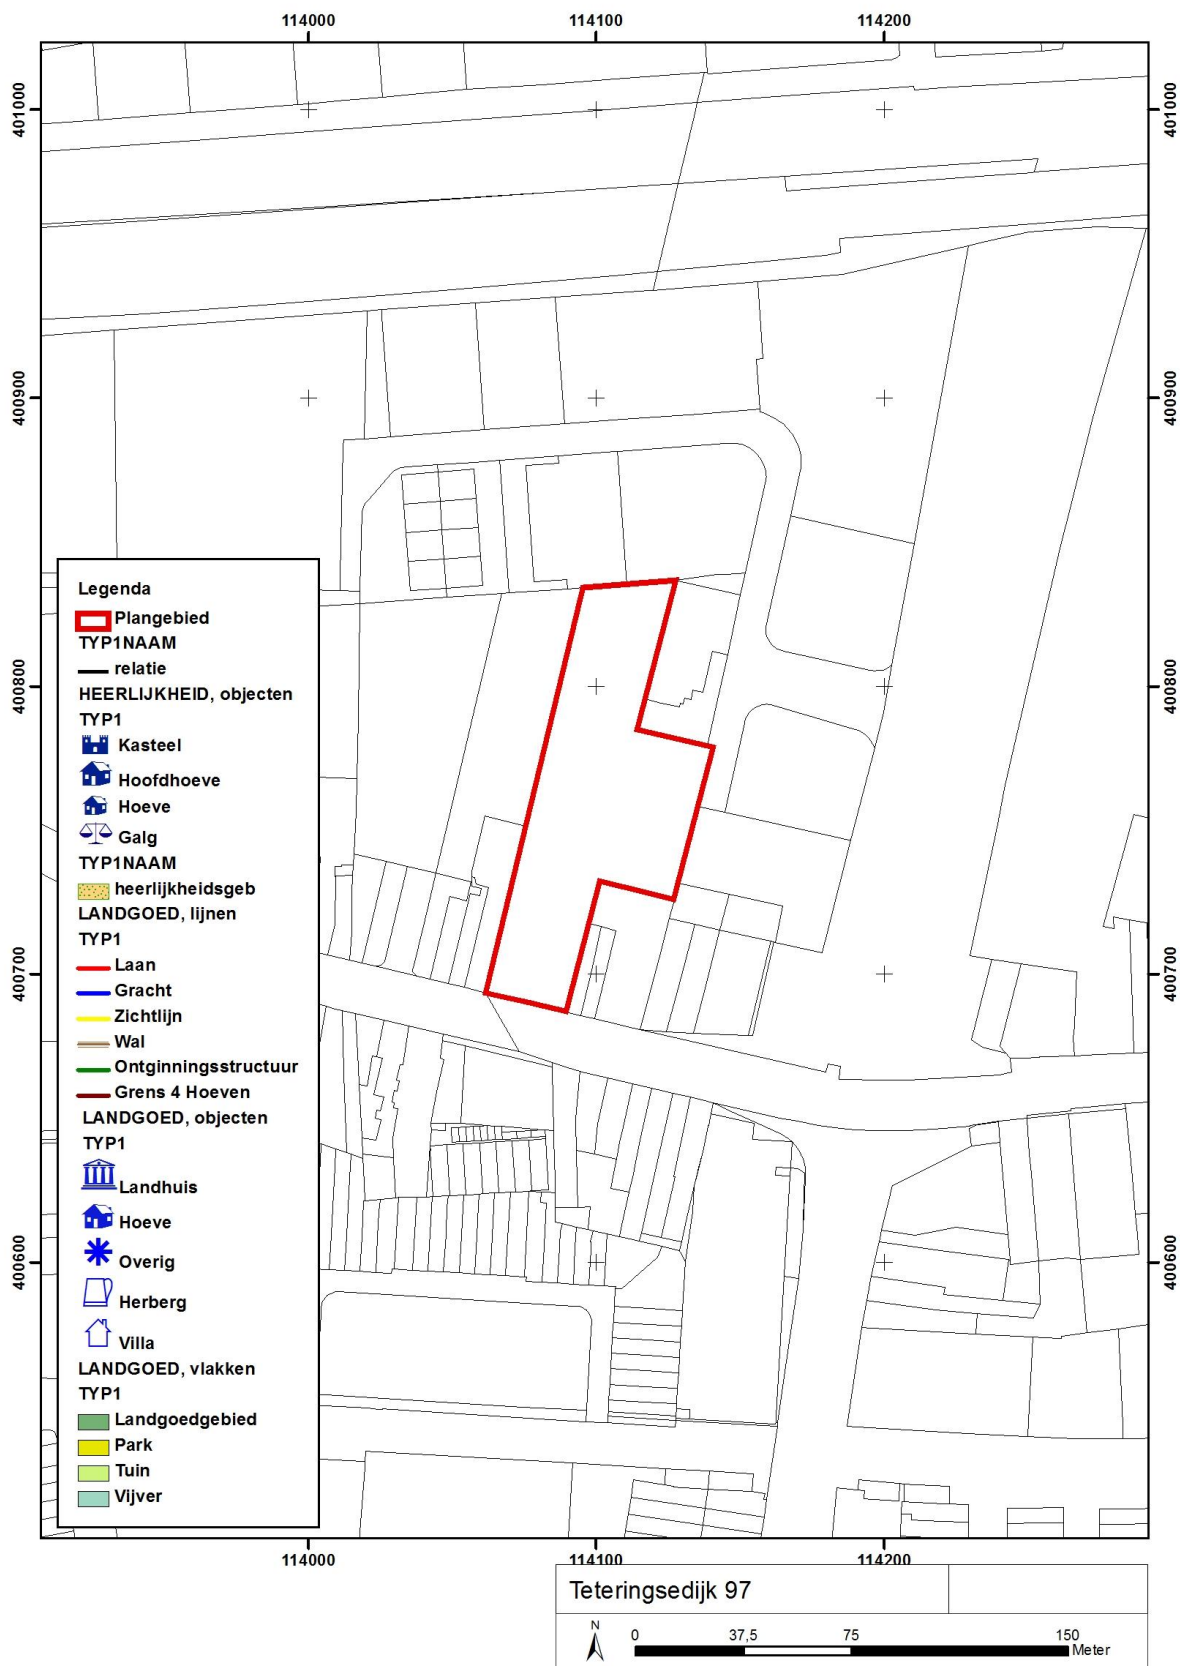 114000 114100 114200
401000 401000
400900 400900
400800 400800
400700 400700
400600 400600
Legenda
Plangebied
TYP1NAAM
relatie
HEERLIJKHEID, objecten
TYP1
Kasteel
Hoofdhoeve
Hoeve
Galg
TYP1NAAM
heerlijkheidsgeb
LANDGOED, lijnen
TYP1
Laan
Gracht
Zichtlijn
Wal
Ontginningsstructuur
Grens 4 Hoeven
LANDGOED, objecten
TYP1
Landhuis
Hoeve
Overig
Herberg
Villa
LANDGOED, vlakken
TYP1
Landgoedgebied
Park
Tuin
Vijver
114000 114100 114200
Teteringsedijk 97
N
0 37,5 75 150
Meter